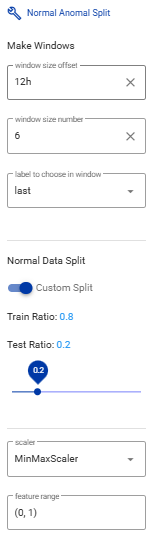 Normal Anomal Split
Make Windows
window size offset
12h
window size number
6
label to choose in window
last
Normal Data Split
Custom Split
Train Ratio: 0.8
Test Ratio: 0.2
0.2
scaler
MinMaxScaler
feature range
(0, 1)